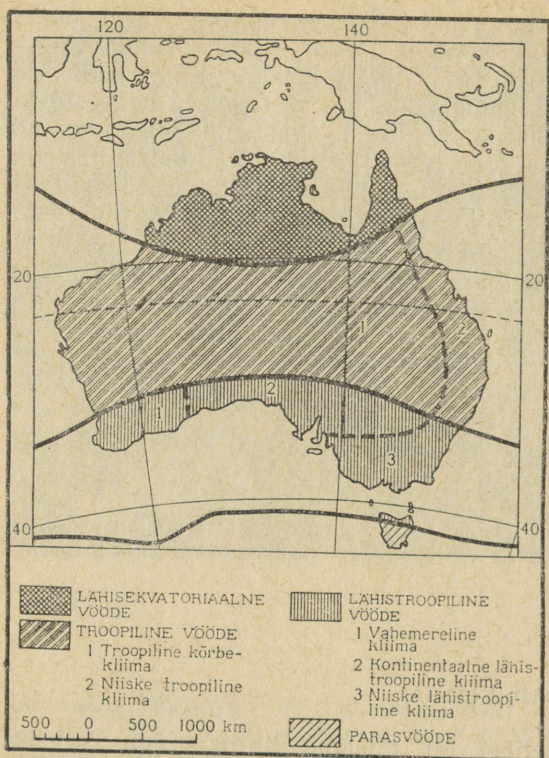 120 140
20 20
1 2
1 2
3
40 40
LÄHISEKVATORIAALNE
VÖÖDE
TROOPILINE VÖÖDE
1 Troopiline kõrbe-
kliima
2 Niiske troopiline
kliima
500 0 500 1000 km
LÄHISTROOPILINE
VÖÖDE
1 Vahemereline
kliima
2 Kontinentaalne lähis-
troopiline kliima
3 Niiske lähistroopi-
line kliima
PARASVÖÖDE